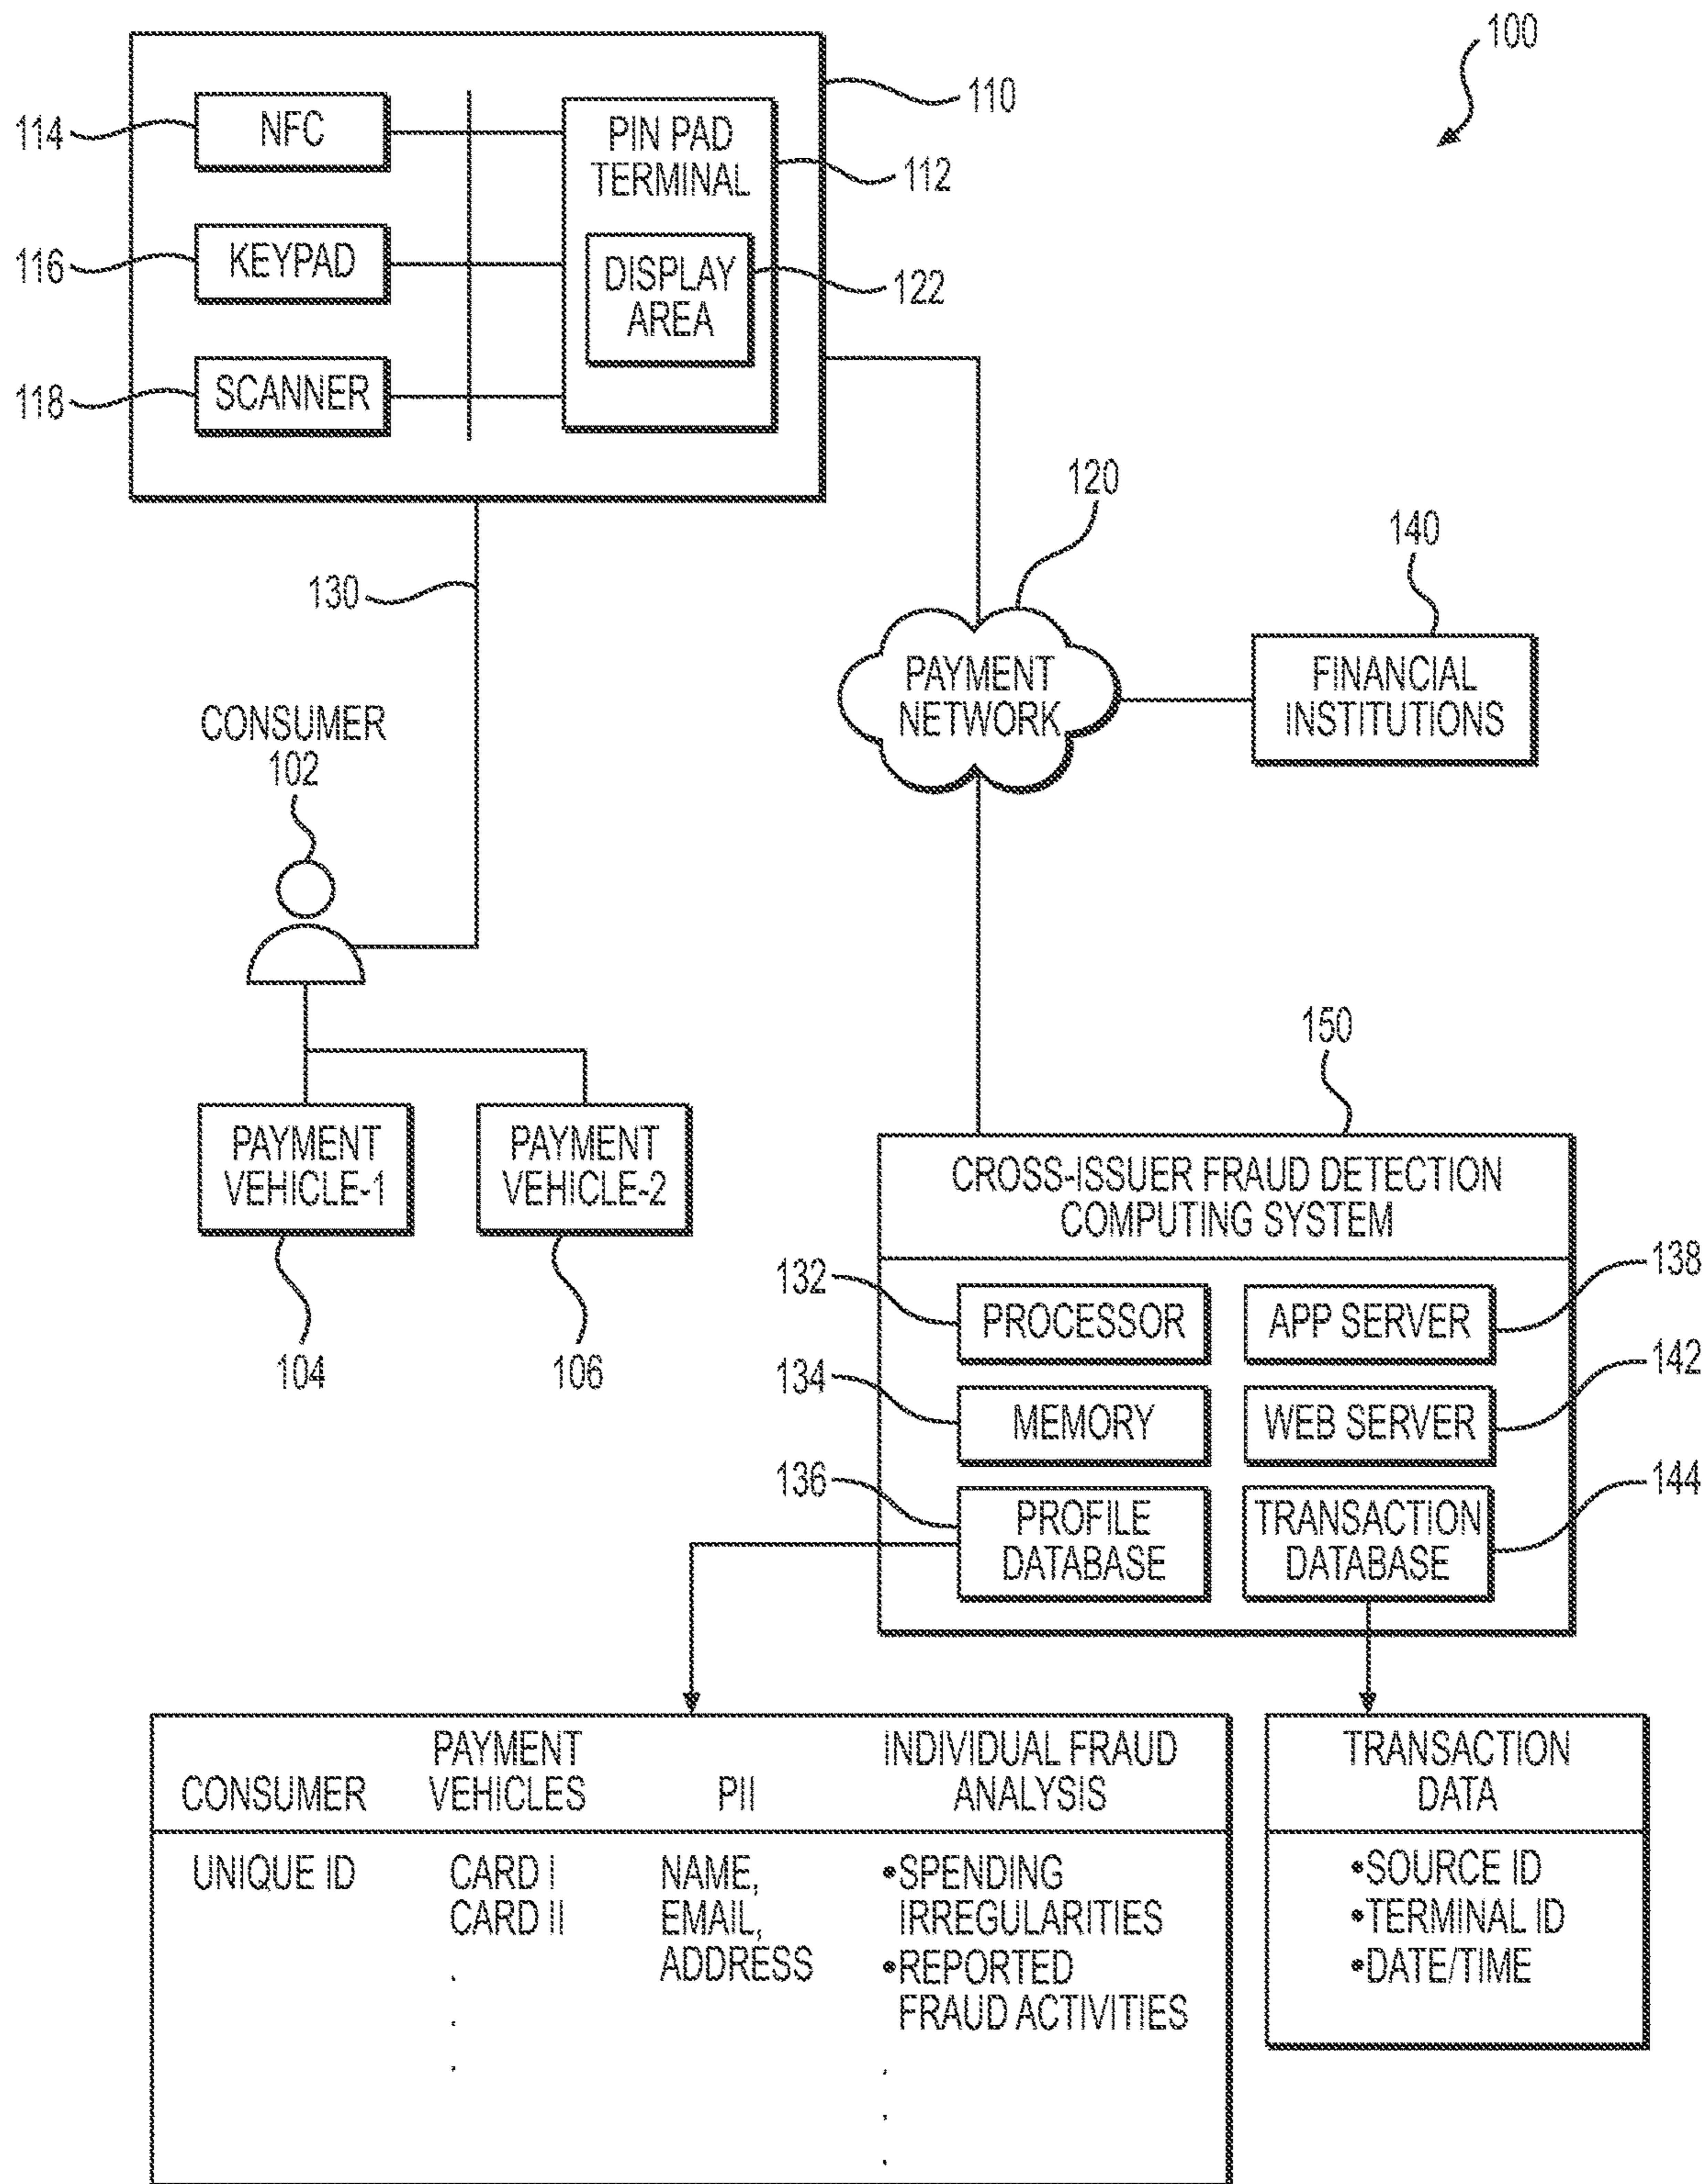 100
110
114
NFC
PIN PAD
TERMINAL
112
116
KEYPAD
DISPLAY
AREA
122
118
SCANNER
120
140
130
PAYMENT
NETWORK
FINANCIAL
INSTITUTIONS
CONSUMER
102
150
PAYMENT
VEHICLE-1
PAYMENT
VEHICLE-2
104
106
CROSS-ISSUER FRAUD DETECTION
COMPUTING SYSTEM
132
PROCESSOR
APP SERVER
138
134
MEMORY
WEB SERVER
142
136
PROFILE
DATABASE
TRANSACTION
DATABASE
144
CONSUMER
PAYMENT
VEHICLES
PII
INDIVIDUAL FRAUD
ANALYSIS
UNIQUE ID
CARD I
CARD II
.
.
.
NAME,
EMAIL,
ADDRESS
•SPENDING
IRREGULARITIES
•REPORTED
FRAUD ACTIVITIES
.
.
.
TRANSACTION
DATA
•SOURCE ID
•TERMINAL ID
•DATE/TIME